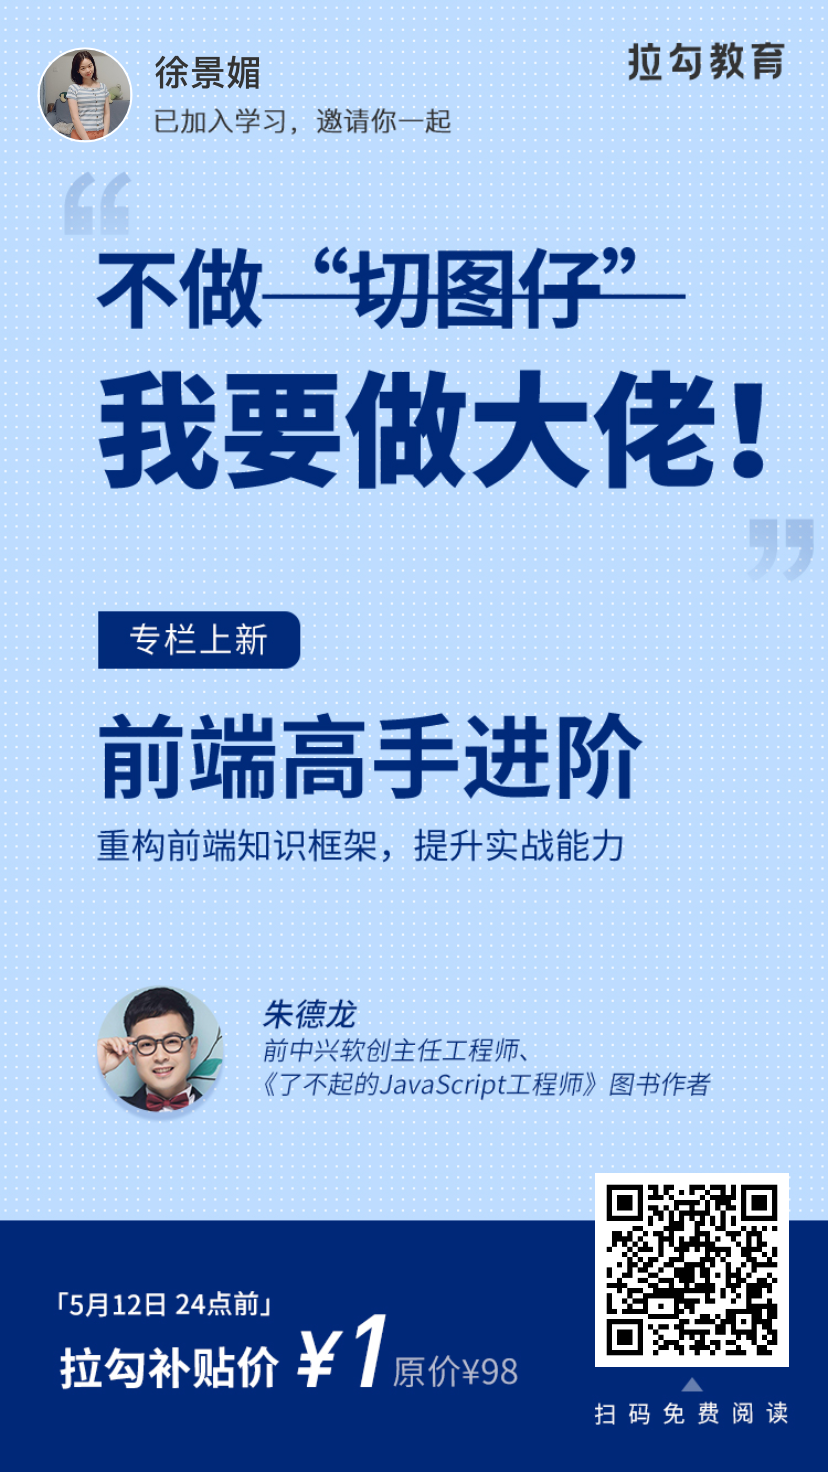 徐景媚
拉勾教育
已加入学习，邀请你一起
不做“切图仔”
我要做大佬！
专栏上新
前端高手进阶
重构前端知识框架，提升实战能力
朱德龙
前中兴软创主任工程师、
《了不起的JavaScript工程师》图书作者
「5月12日 24点前」
拉勾补贴价 ¥1 原价¥98
扫码免费阅读